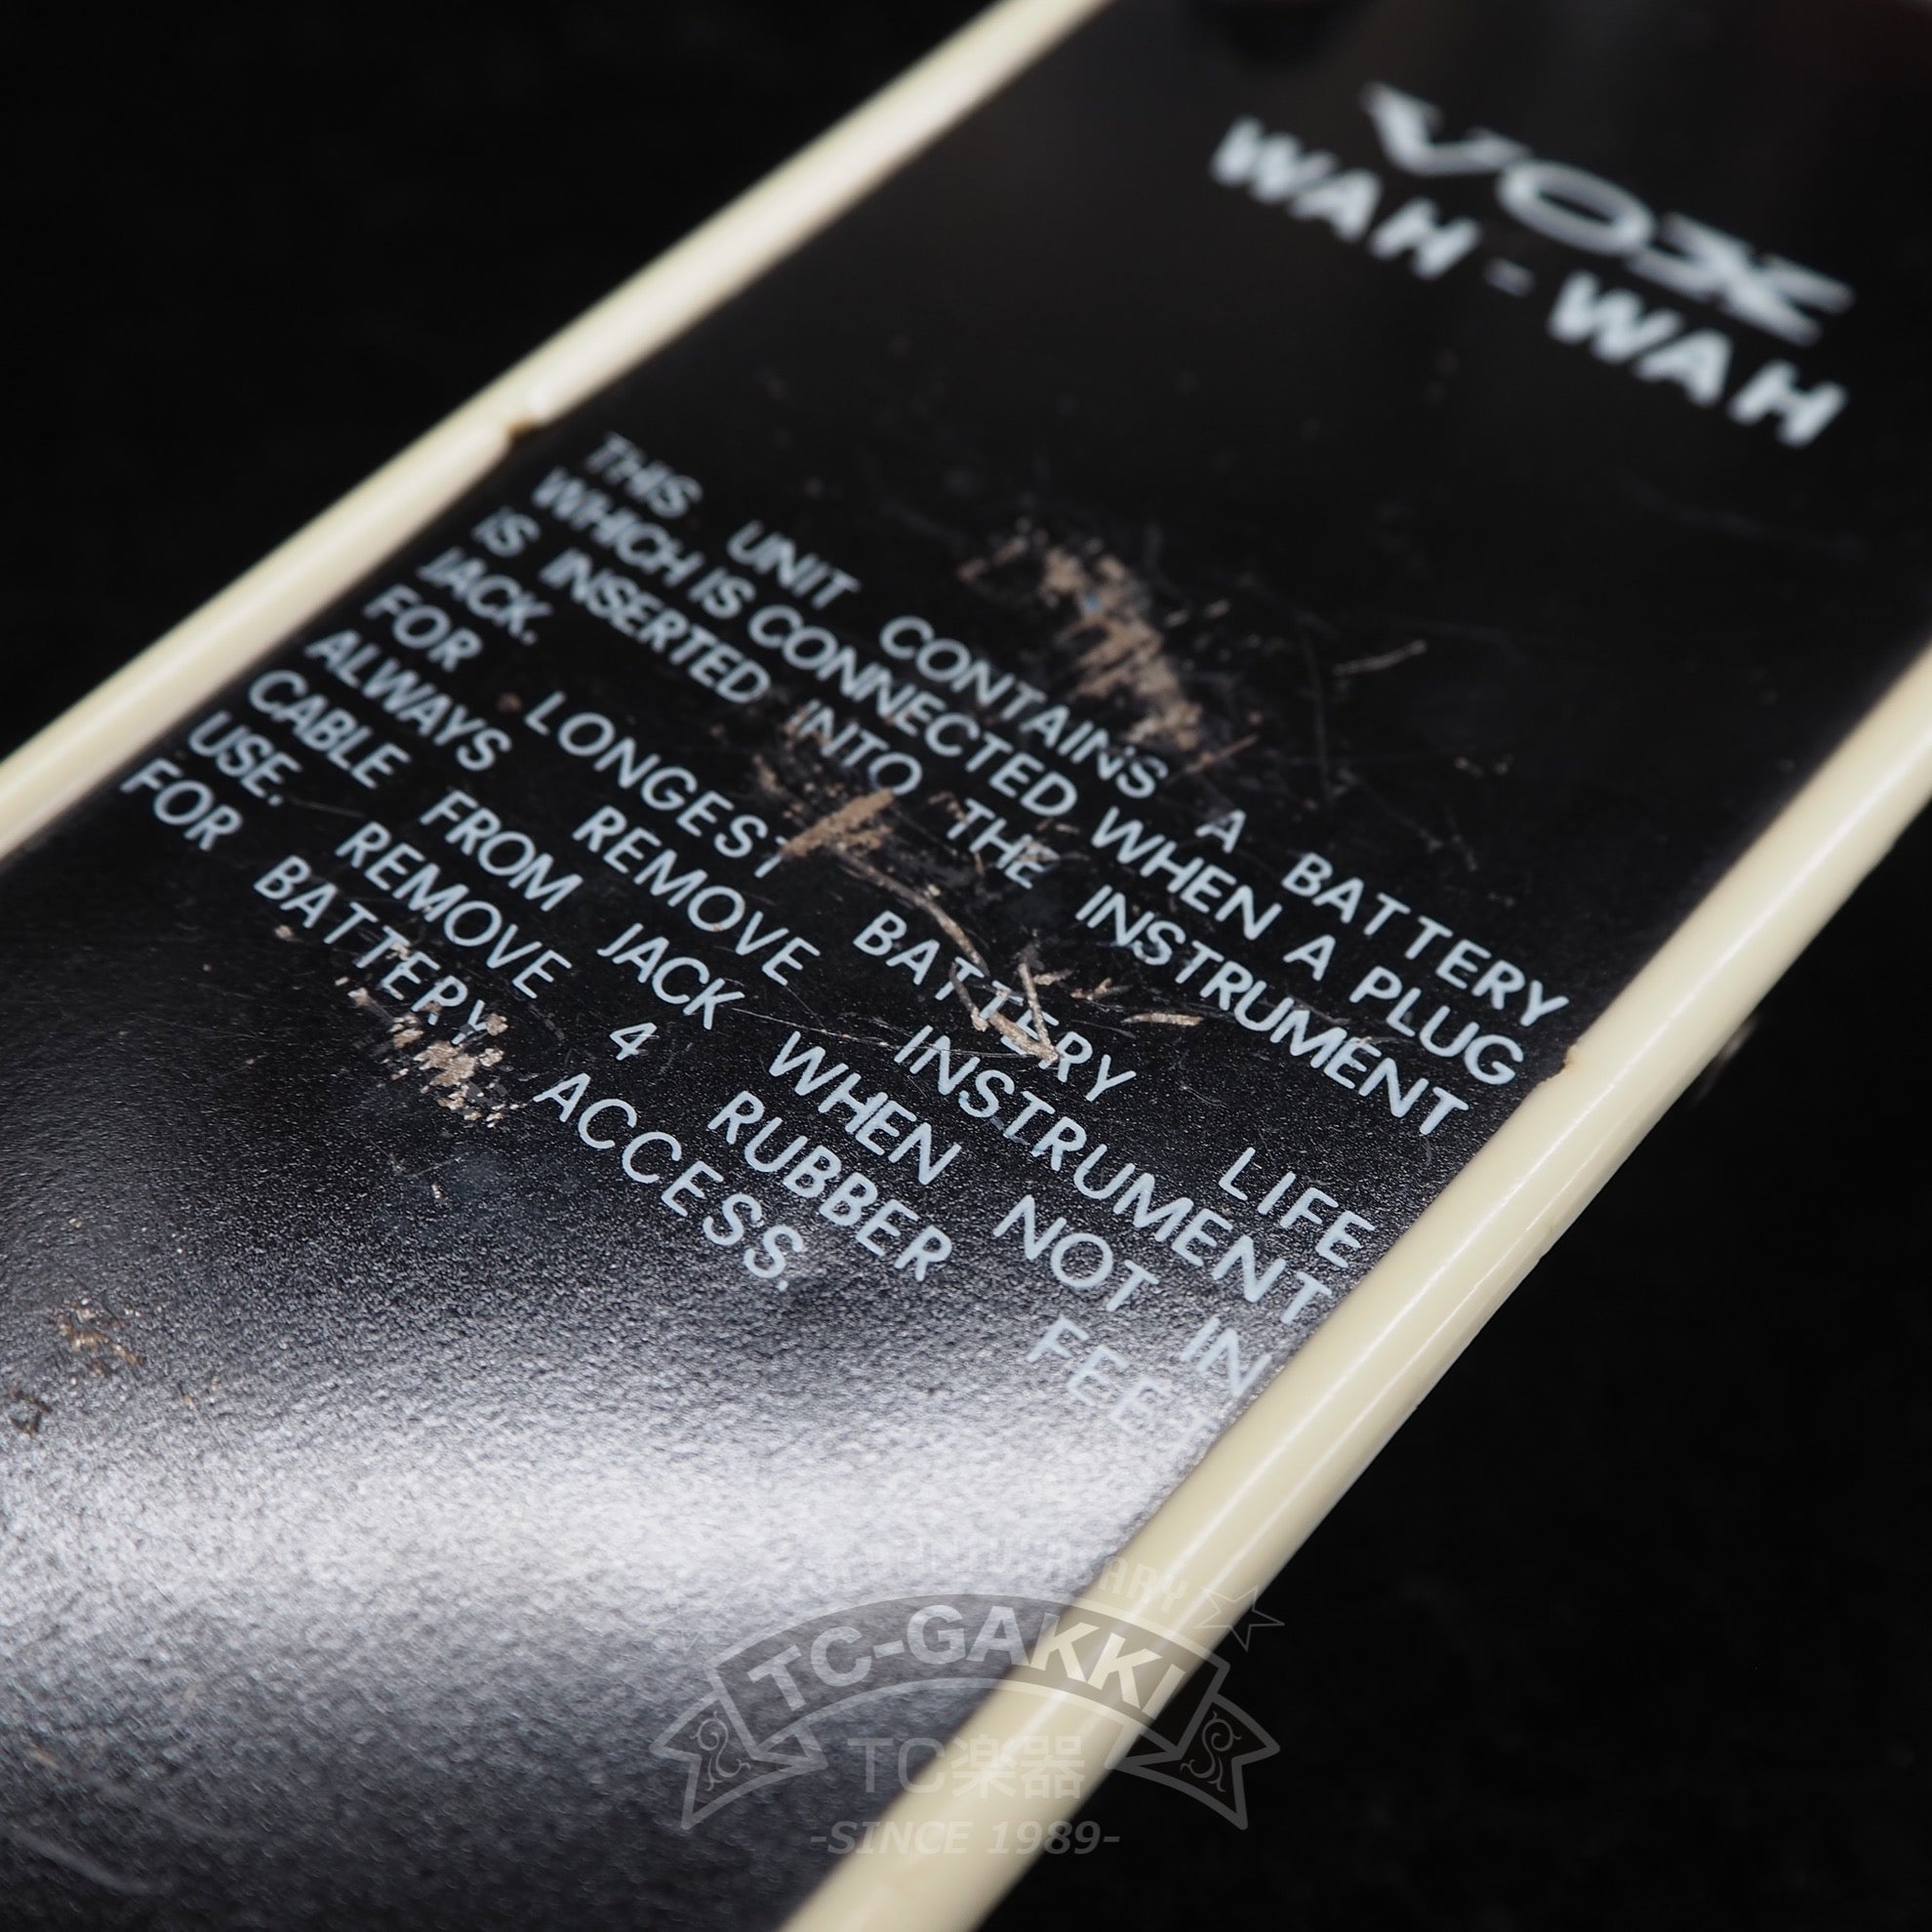 VOX
WAH-WAH
THIS UNIT CONTAINS A BATTERY
WHICH IS CONNECTED WHEN A PLUG
IS INSERTED INTO THE INSTRUMENT
JACK.
FOR LONGEST BATTERY LIFE
ALWAYS REMOVE INSTRUMENT
CABLE FROM JACK WHEN NOT IN
USE. REMOVE 4 RUBBER FEET
FOR BATTERY ACCESS.
ANNIVERSARY
TC-GAKKI
TC楽器
-SINCE 1989-